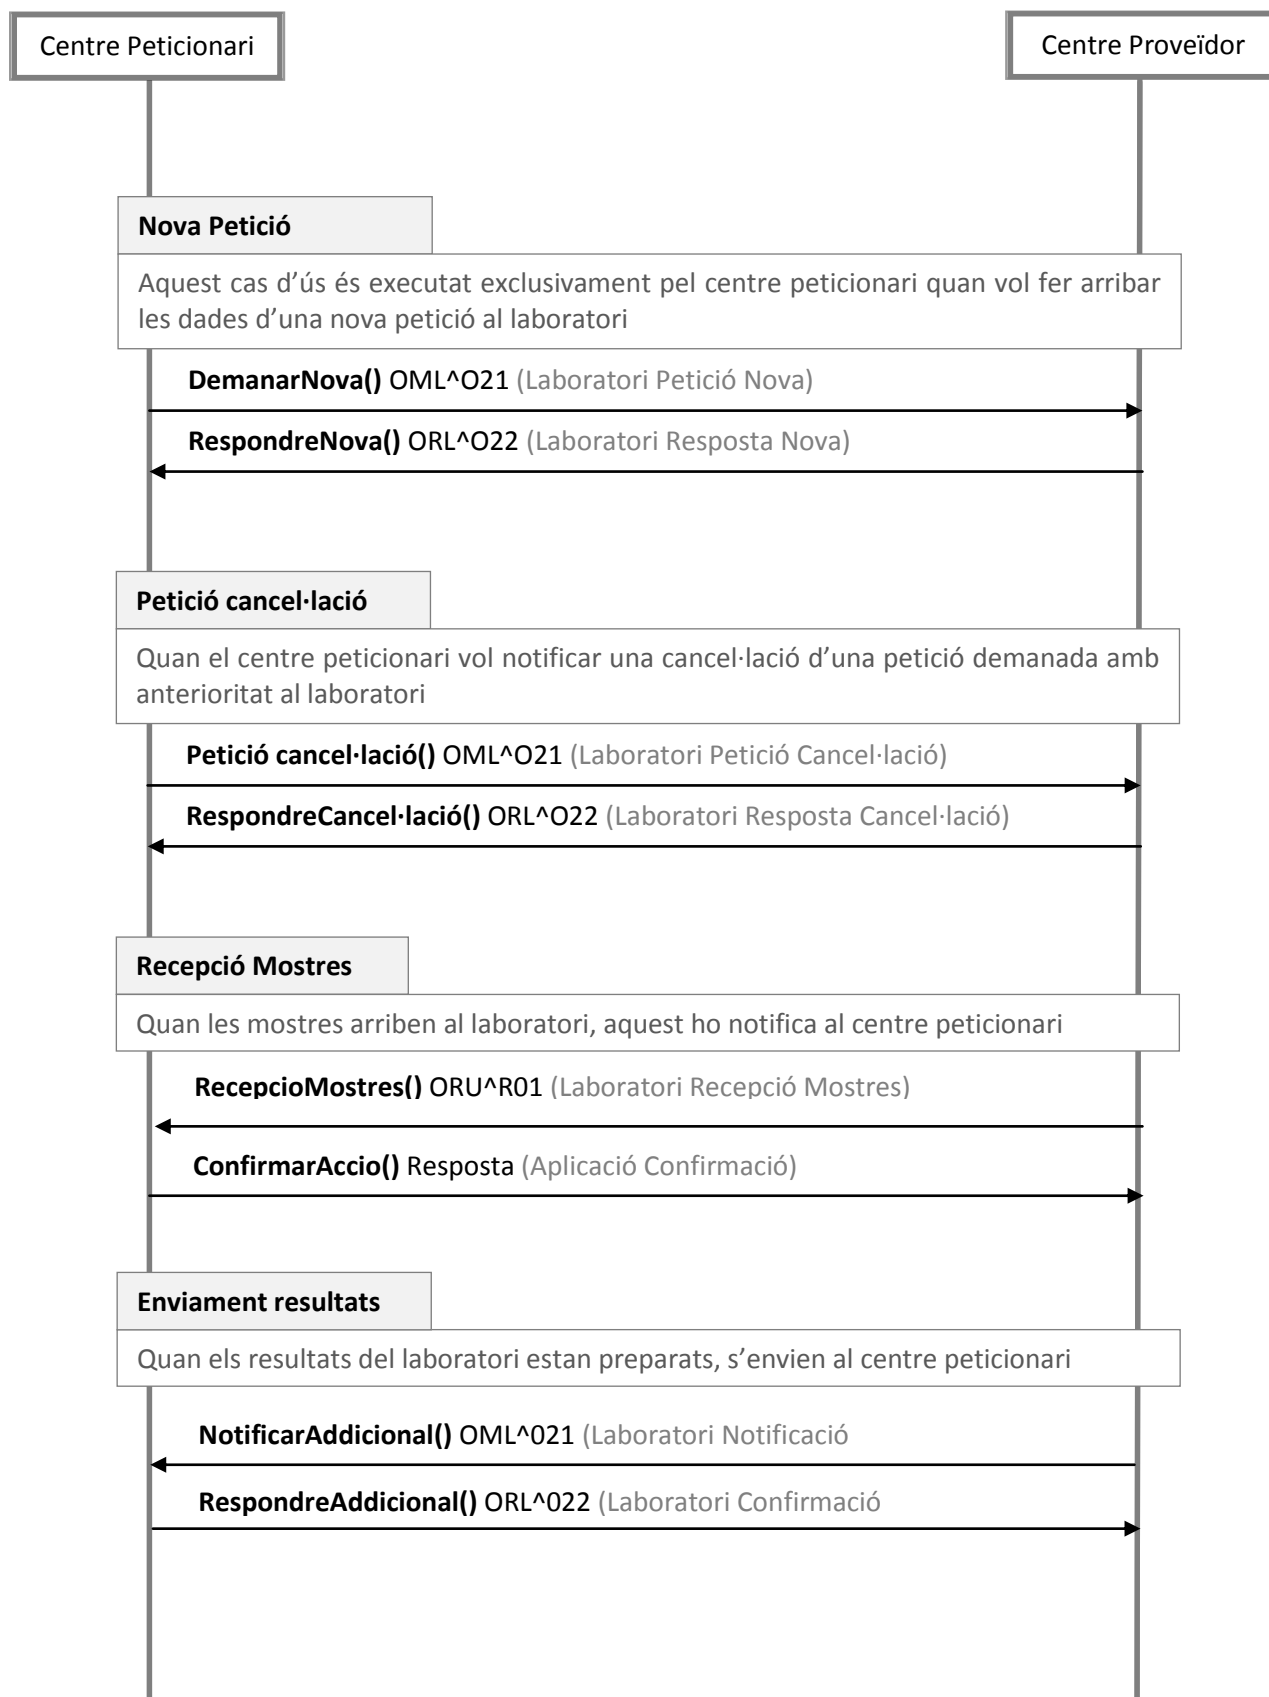 Centre Peticionari
Centre Proveïdor
Nova Petició
Aquest cas d’ús és executat exclusivament pel centre peticionari quan vol fer arribar
les dades d’una nova petició al laboratori
DemanarNova() OML^O21 (Laboratori Petició Nova)
RespondreNova() ORL^O22 (Laboratori Resposta Nova)
Petició cancel·lació
Quan el centre peticionari vol notificar una cancel·lació d’una petició demanada amb
anterioritat al laboratori
Petició cancel·lació() OML^O21 (Laboratori Petició Cancel·lació)
RespondreCancel·lació() ORL^O22 (Laboratori Resposta Cancel·lació)
Recepció Mostres
Quan les mostres arriben al laboratori, aquest ho notifica al centre peticionari
RecepcioMostres() ORU^R01 (Laboratori Recepció Mostres)
ConfirmarAccio() Resposta (Aplicació Confirmació)
Enviament resultats
Quan els resultats del laboratori estan preparats, s’envien al centre peticionari
NotificarAddicional() OML^021 (Laboratori Notificació
RespondreAddicional() ORL^022 (Laboratori Confirmació